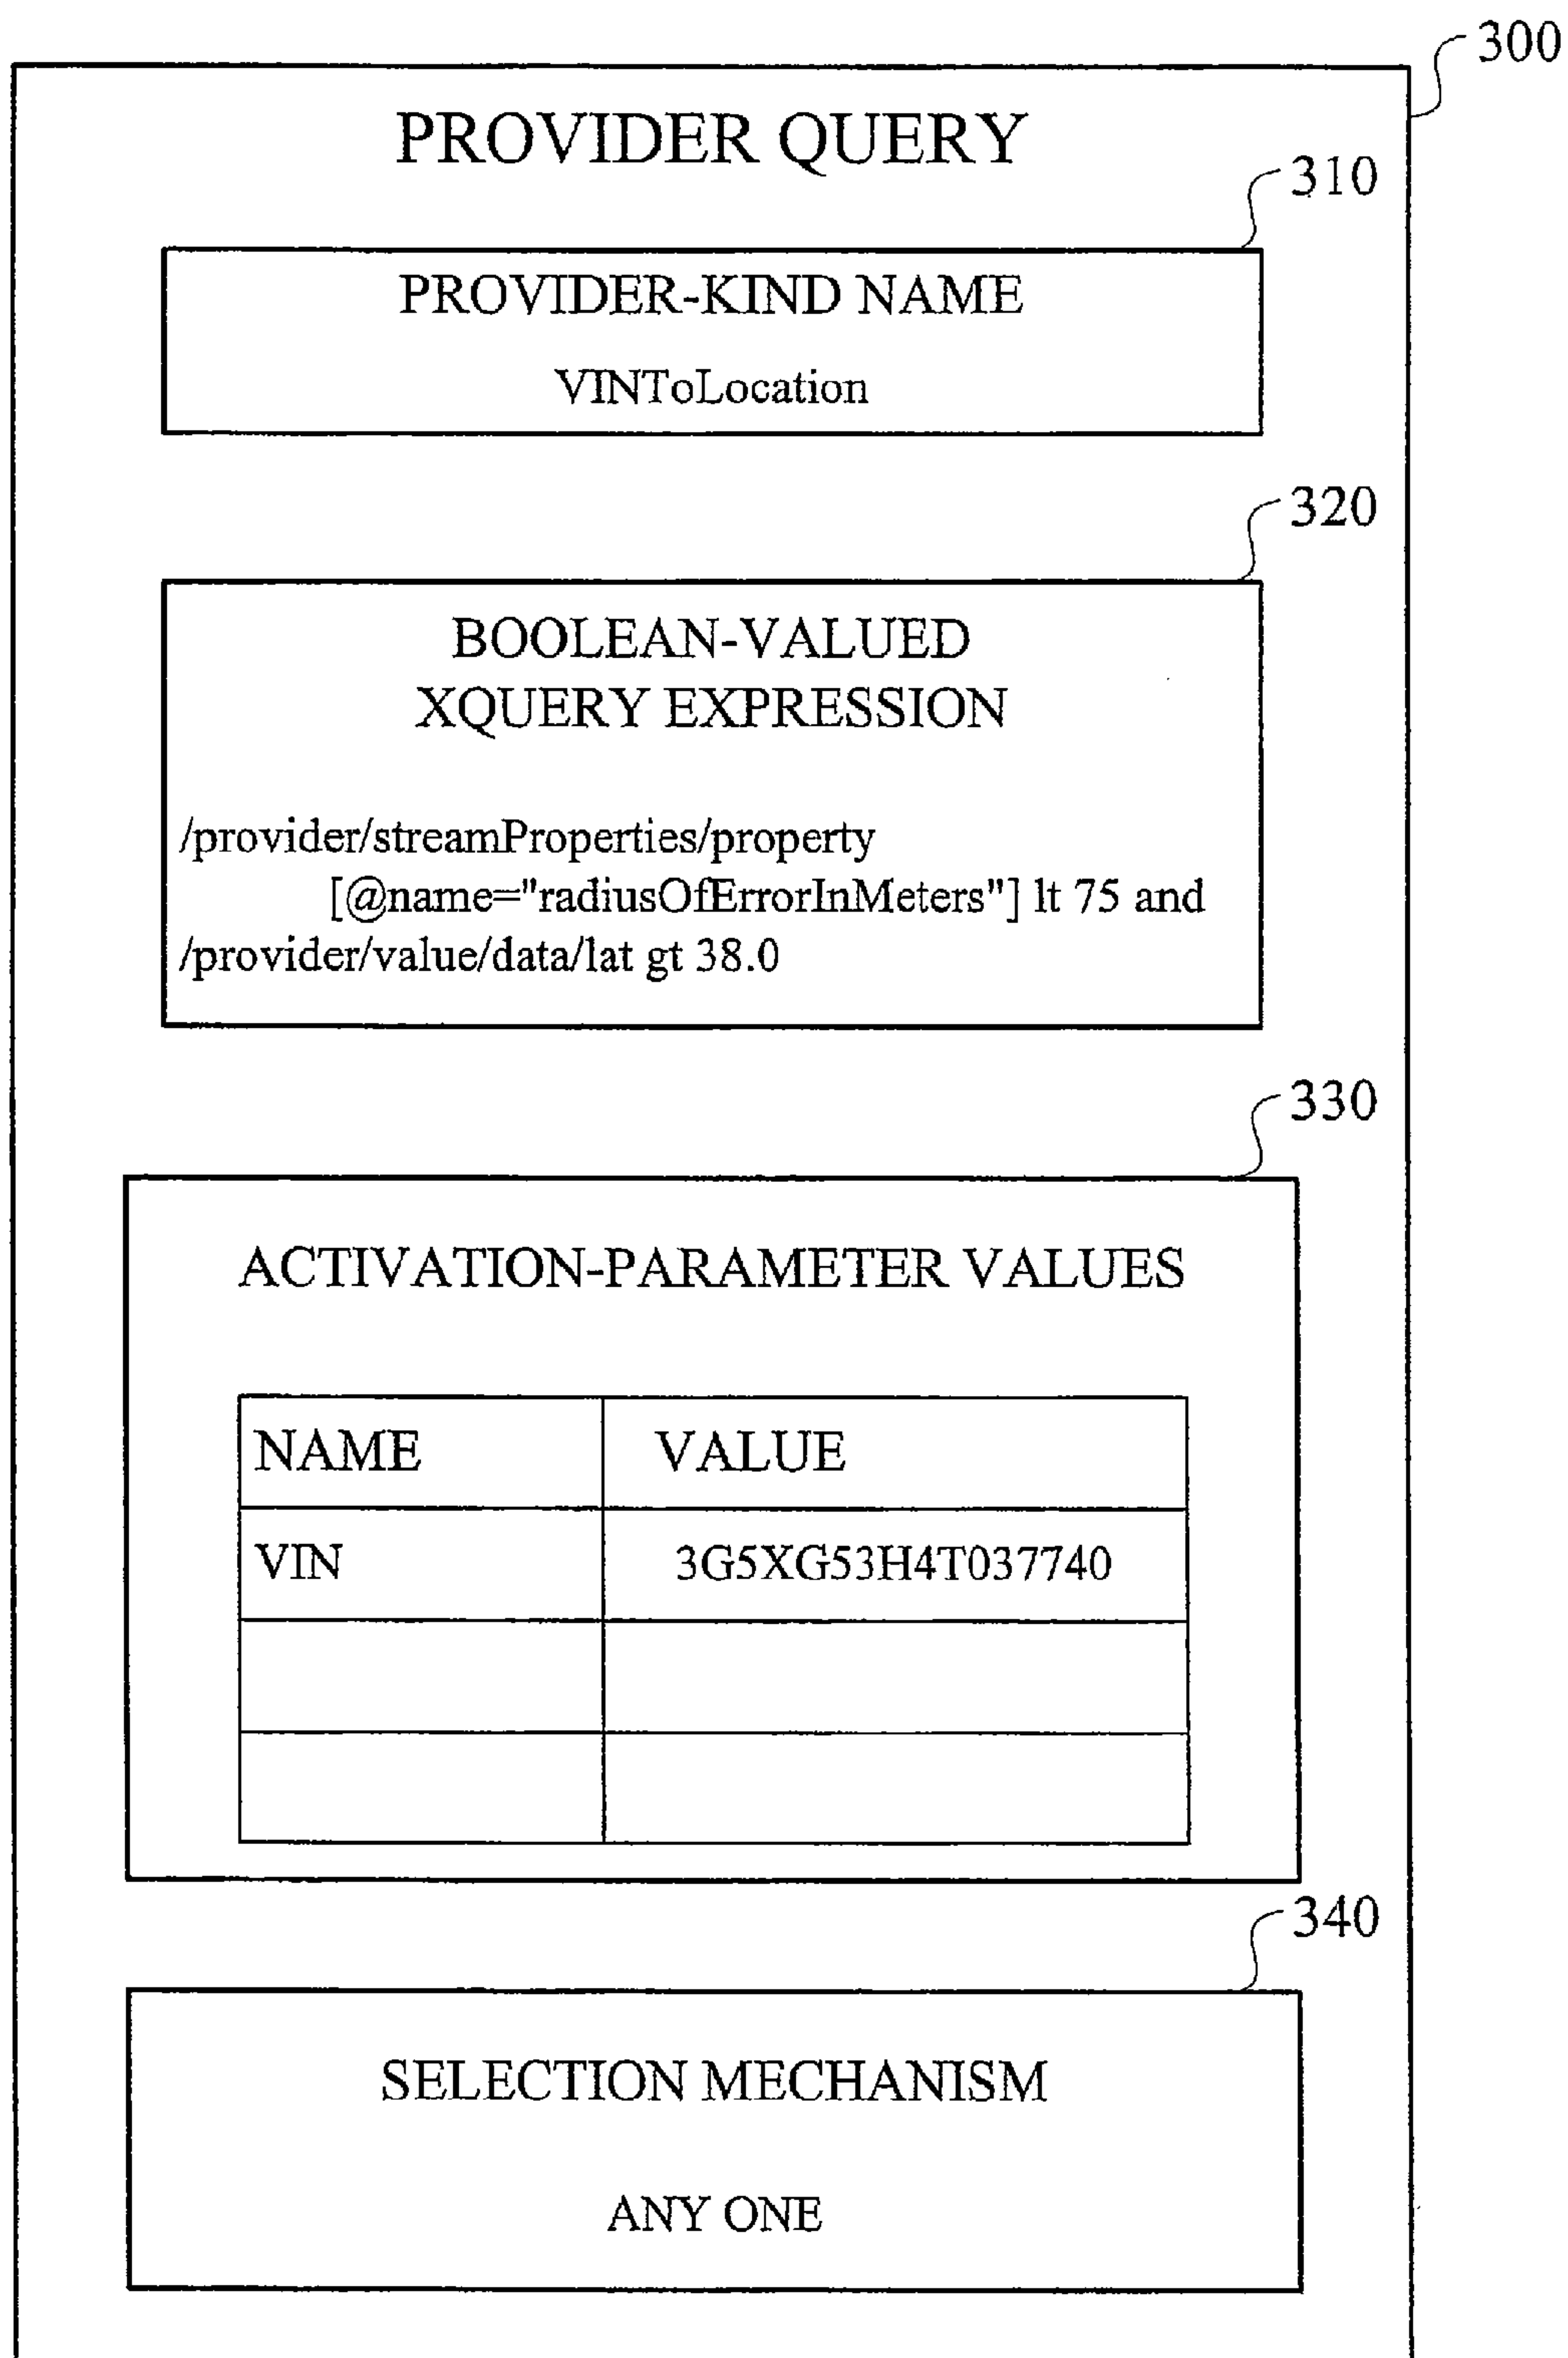 300
PROVIDER QUERY
310
PROVIDER-KIND NAME
VINToLocation
320
BOOLEAN-VALUED
XQUERY EXPRESSION
/provider/streamProperties/property
[@name="radiusOfErrorInMeters"] lt 75 and
/provider/value/data/lat gt 38.0
330
ACTIVATION-PARAMETER VALUES
NAME VALUE
VIN 3G5XG53H4T037740
340
SELECTION MECHANISM
ANY ONE